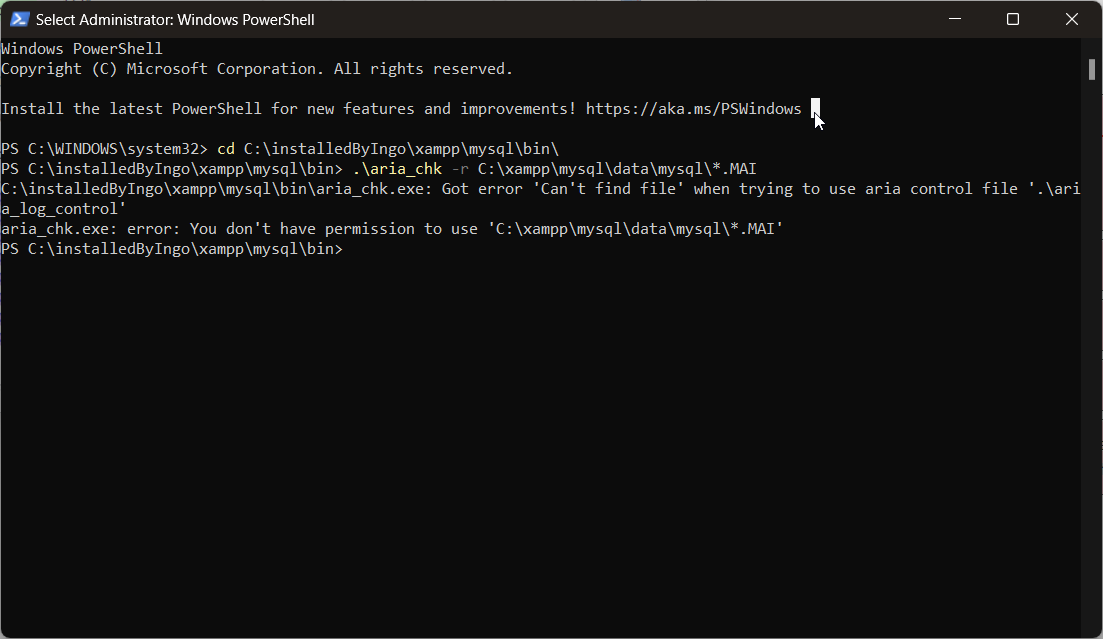 Select Administrator: Windows PowerShell
Windows PowerShell
Copyright (C) Microsoft Corporation. All rights reserved.
Install the latest PowerShell for new features and improvements! https://aka.ms/PSWindows
PS C:\WINDOWS\system32> cd C:\installedByIngo\xampp\mysql\bin\
PS C:\installedByIngo\xampp\mysql\bin> .\aria_chk -r C:\xampp\mysql\data\mysql\*.MAI
C:\installedByIngo\xampp\mysql\bin\aria_chk.exe: Got error 'Can't find file' when trying to use aria control file '.\ari
a_log_control'
aria_chk.exe: error: You don't have permission to use 'C:\xampp\mysql\data\mysql\*.MAI'
PS C:\installedByIngo\xampp\mysql\bin>